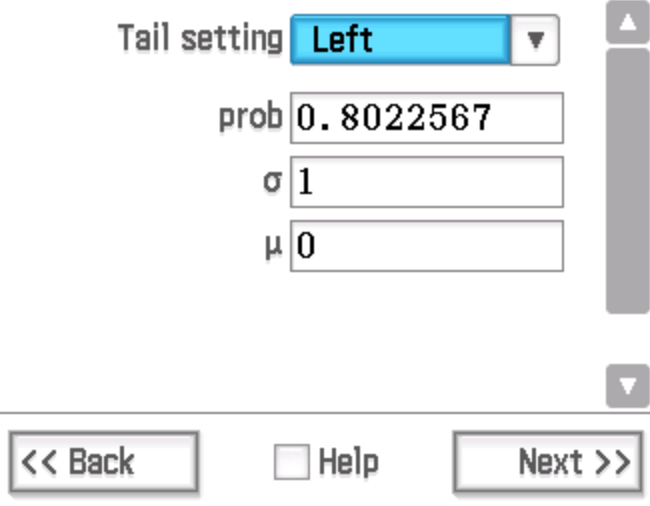 Tail setting Left
prob 0.8022567
σ 1
μ 0
<< Back Help Next >>